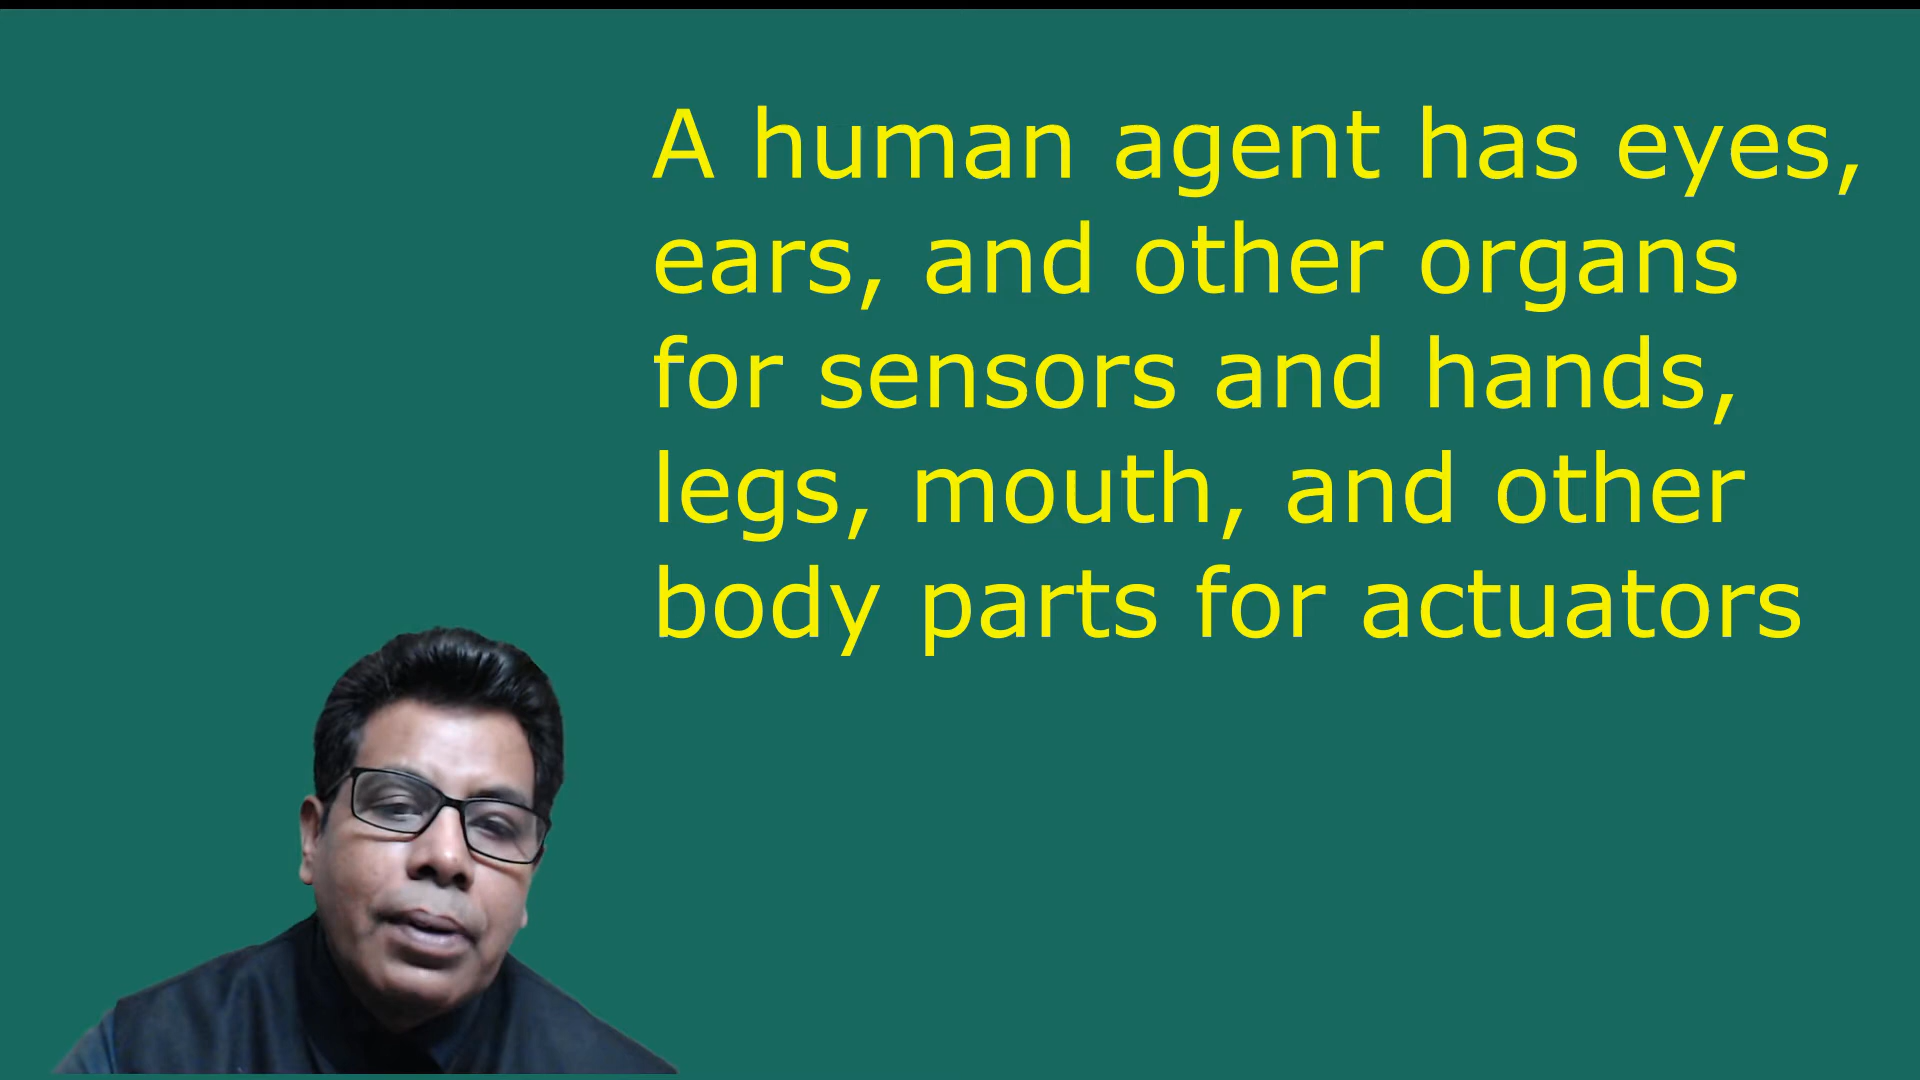 A human agent has eyes,
ears, and other organs
for sensors and hands,
legs, mouth, and other
body parts for actuators